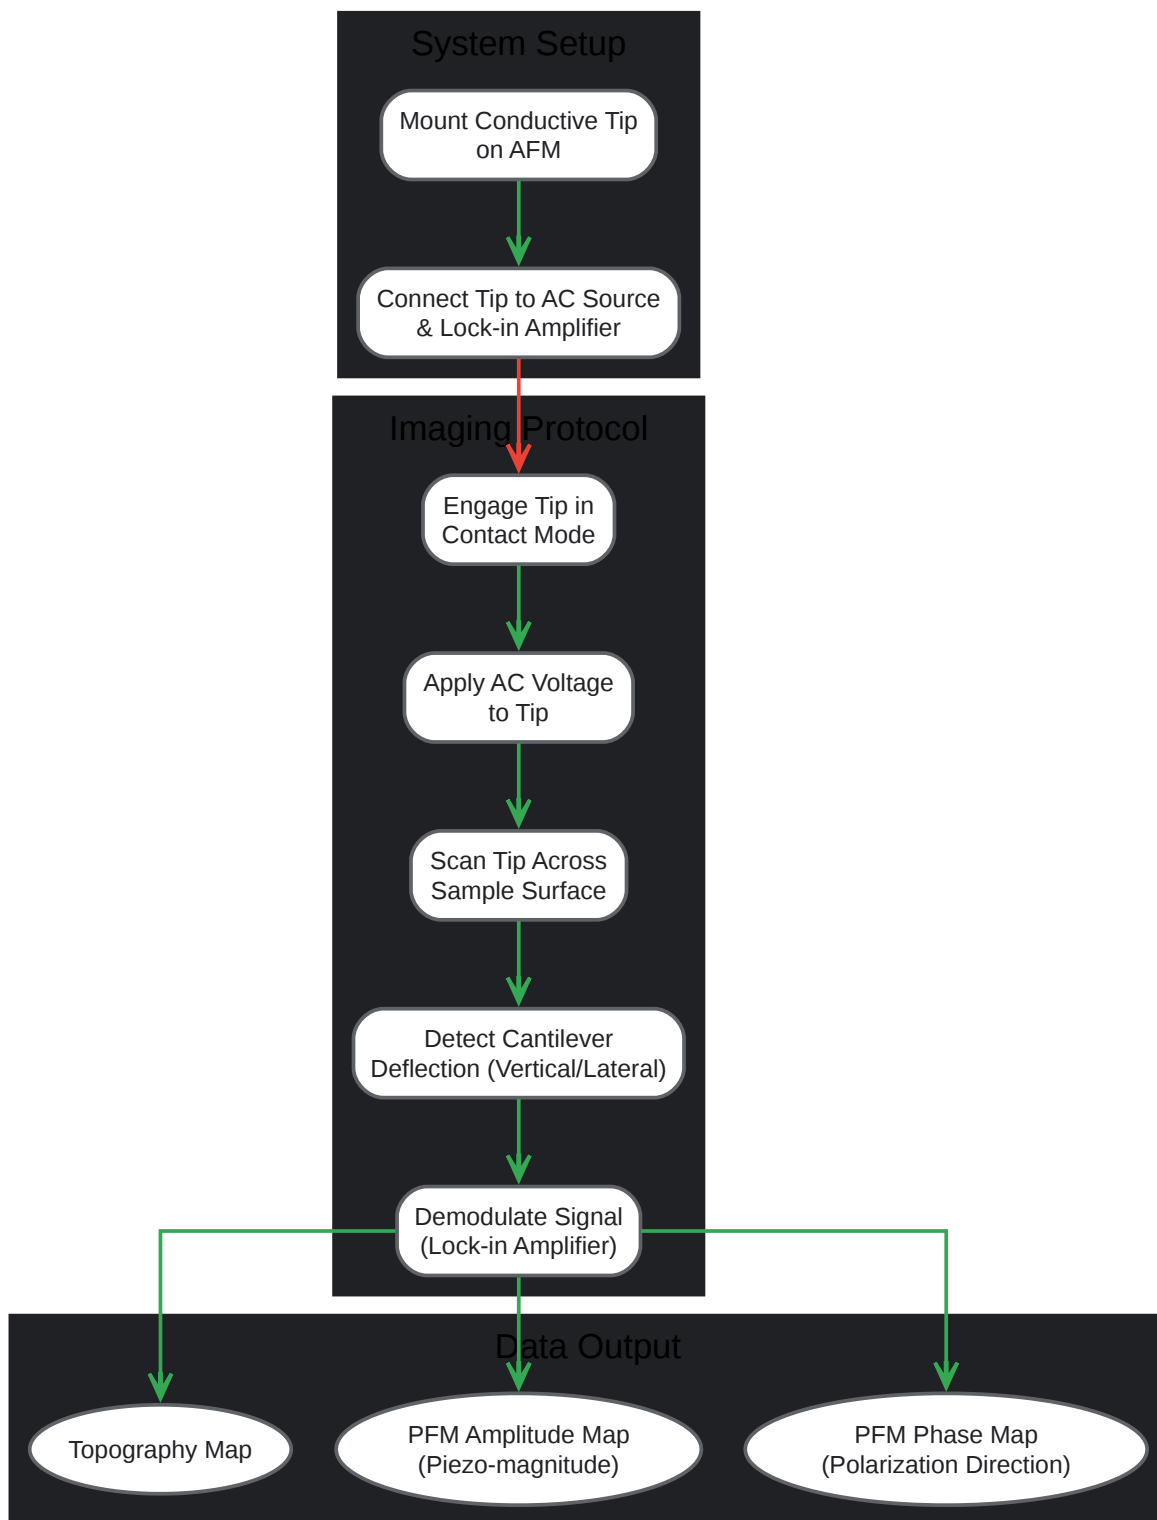 System Setup
Mount Conductive Tip
on AFM
Connect Tip to AC Source
& Lock-in Amplifier
Imaging Protocol
Engage Tip in
Contact Mode
Apply AC Voltage
to Tip
Scan Tip Across
Sample Surface
Detect Cantilever
Deflection (Vertical/Lateral)
Demodulate Signal
(Lock-in Amplifier)
Data Output
Topography Map
PFM Amplitude Map
(Piezo-magnitude)
PFM Phase Map
(Polarization Direction)